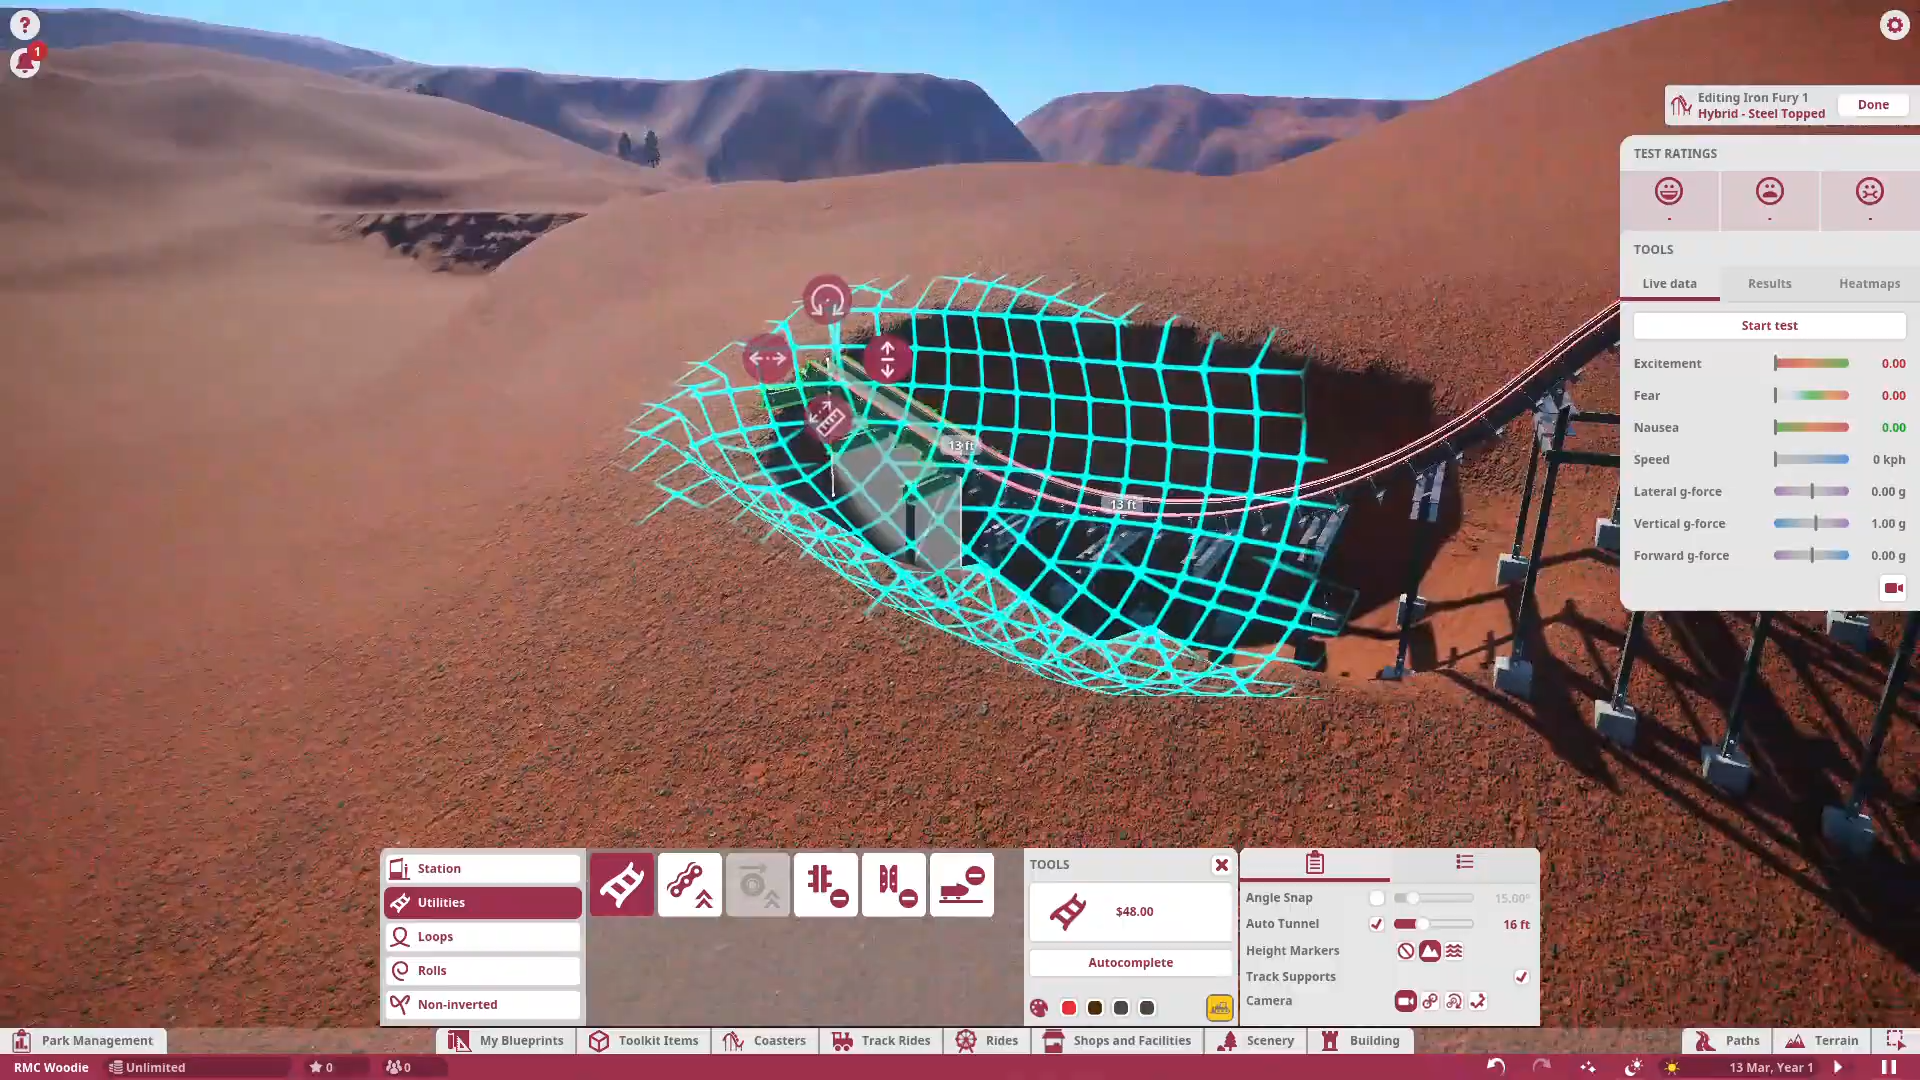 ?
1
Editing Iron Fury 1
Hybrid - Steel Topped
Done
TEST RATINGS
- - -
TOOLS
Live data Results Heatmaps
Start test
Excitement 0.00
Fear 0.00
Nausea 0.00
Speed 0 kph
Lateral g-force 0.00 g
Vertical g-force 1.00 g
Forward g-force 0.00 g
13 ft
13 ft
Station
Utilities
Loops
Rolls
Non-inverted
TOOLS
$48.00
Autocomplete
Angle Snap 15.00°
Auto Tunnel 16 ft
Height Markers
Track Supports
Camera
Park Management My Blueprints Toolkit Items Coasters Track Rides Rides Shops and Facilities Scenery Building Paths Terrain
RMC Woodie Unlimited 0 0 13 Mar, Year 1